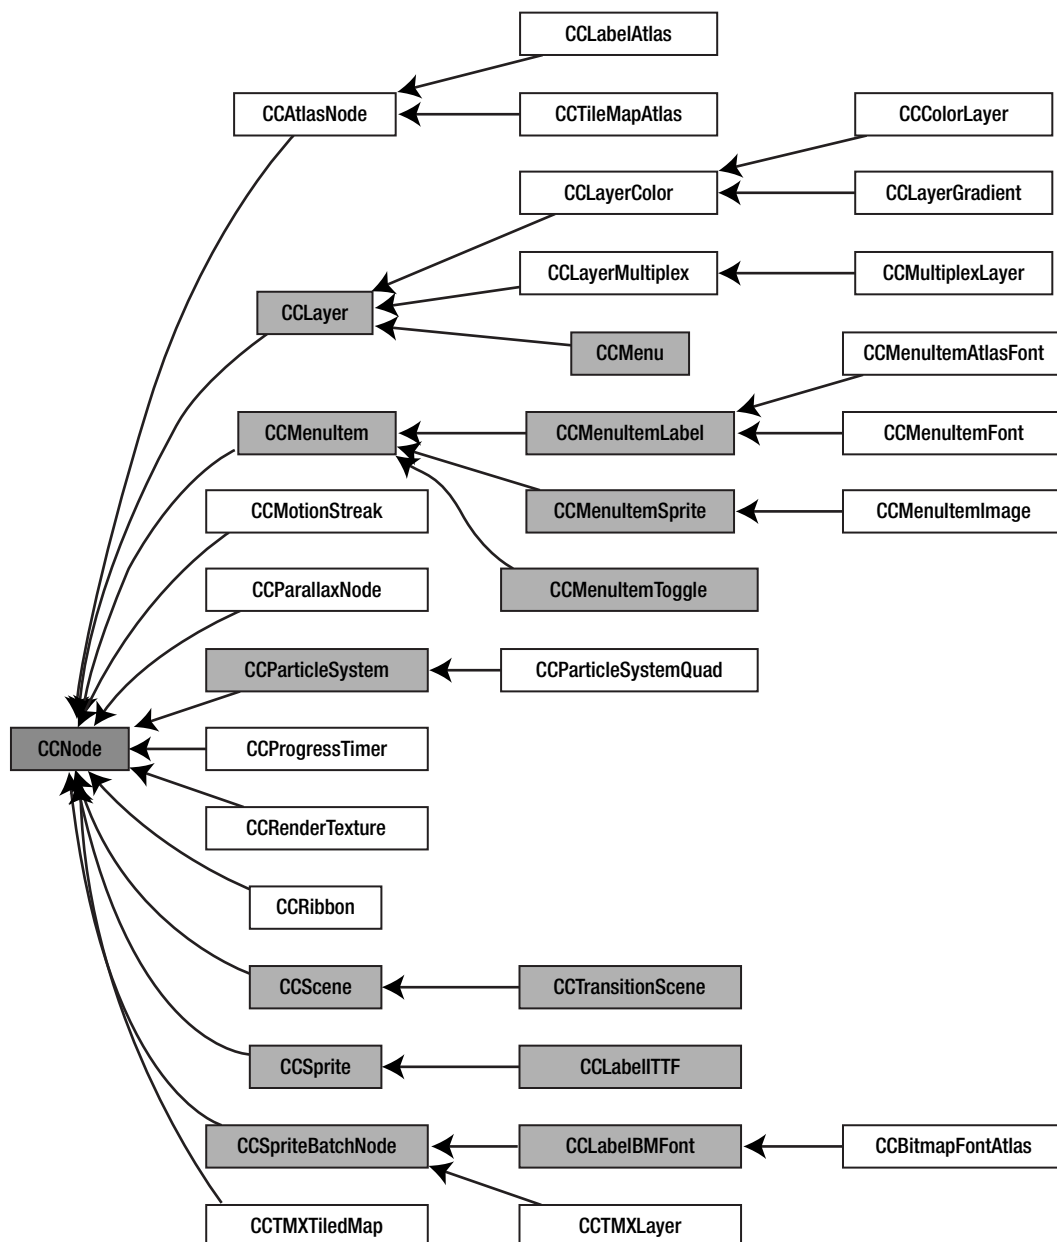 CCLabelAtlas
CCAtlasNode
CCTileMapAtlas
CCColorLayer
CCLayerColor
CCLayerGradient
CCLayerMultiplex
CCMultiplexLayer
CCLayer
CCMenu
CCMenuItemAtlasFont
CCMenuItem
CCMenuItemLabel
CCMenuItemFont
CCMotionStreak
CCMenuItemSprite
CCMenuItemImage
CCParallaxNode
CCMenuItemToggle
CCParticleSystem
CCParticleSystemQuad
CCNode
CCProgressTimer
CCRenderTexture
CCRibbon
CCScene
CCTransitionScene
CCSprite
CCLabelITTF
CCSpriteBatchNode
CCLabelBMFont
CCBitmapFontAtlas
CCTMXTiledMap
CCTMXLayer